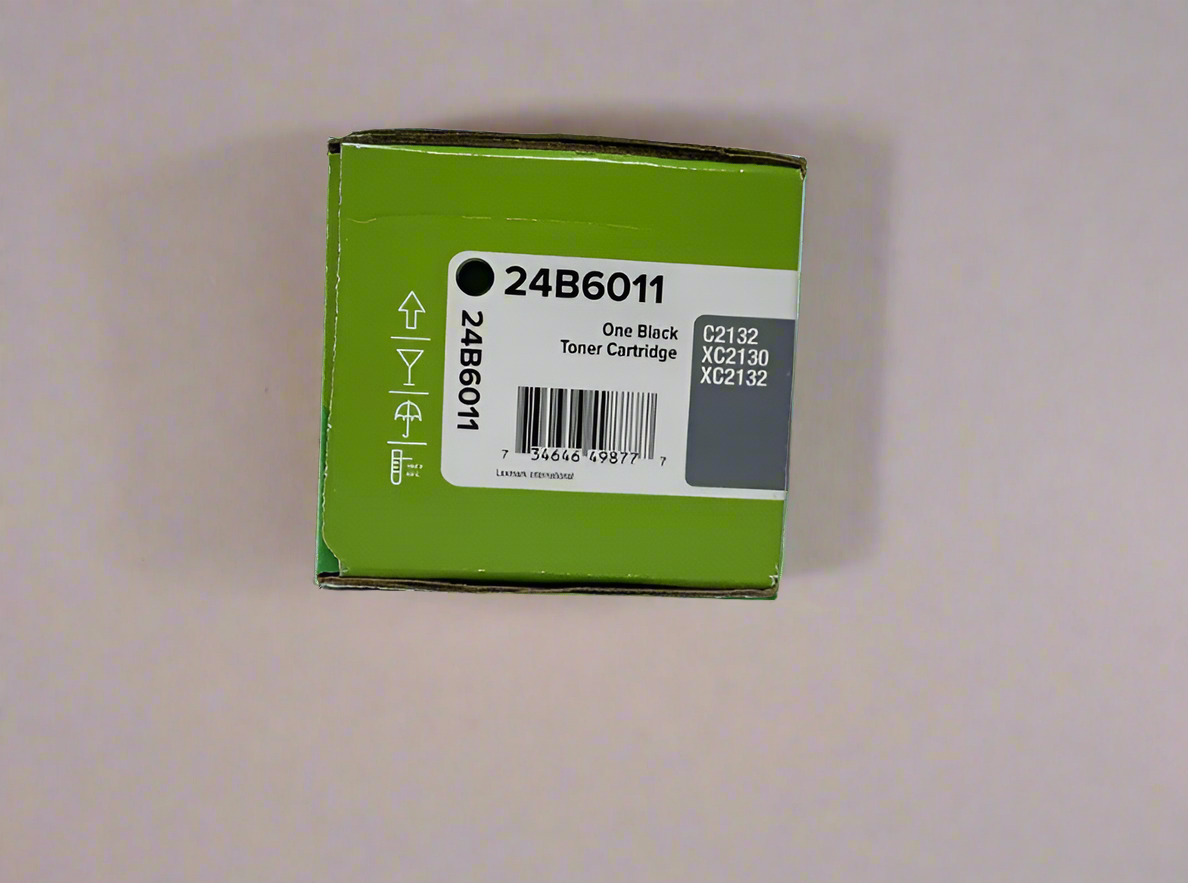 24B6011
24B6011
One Black
Toner Cartridge
C2132
XC2130
XC2132
7 34646 49877 7